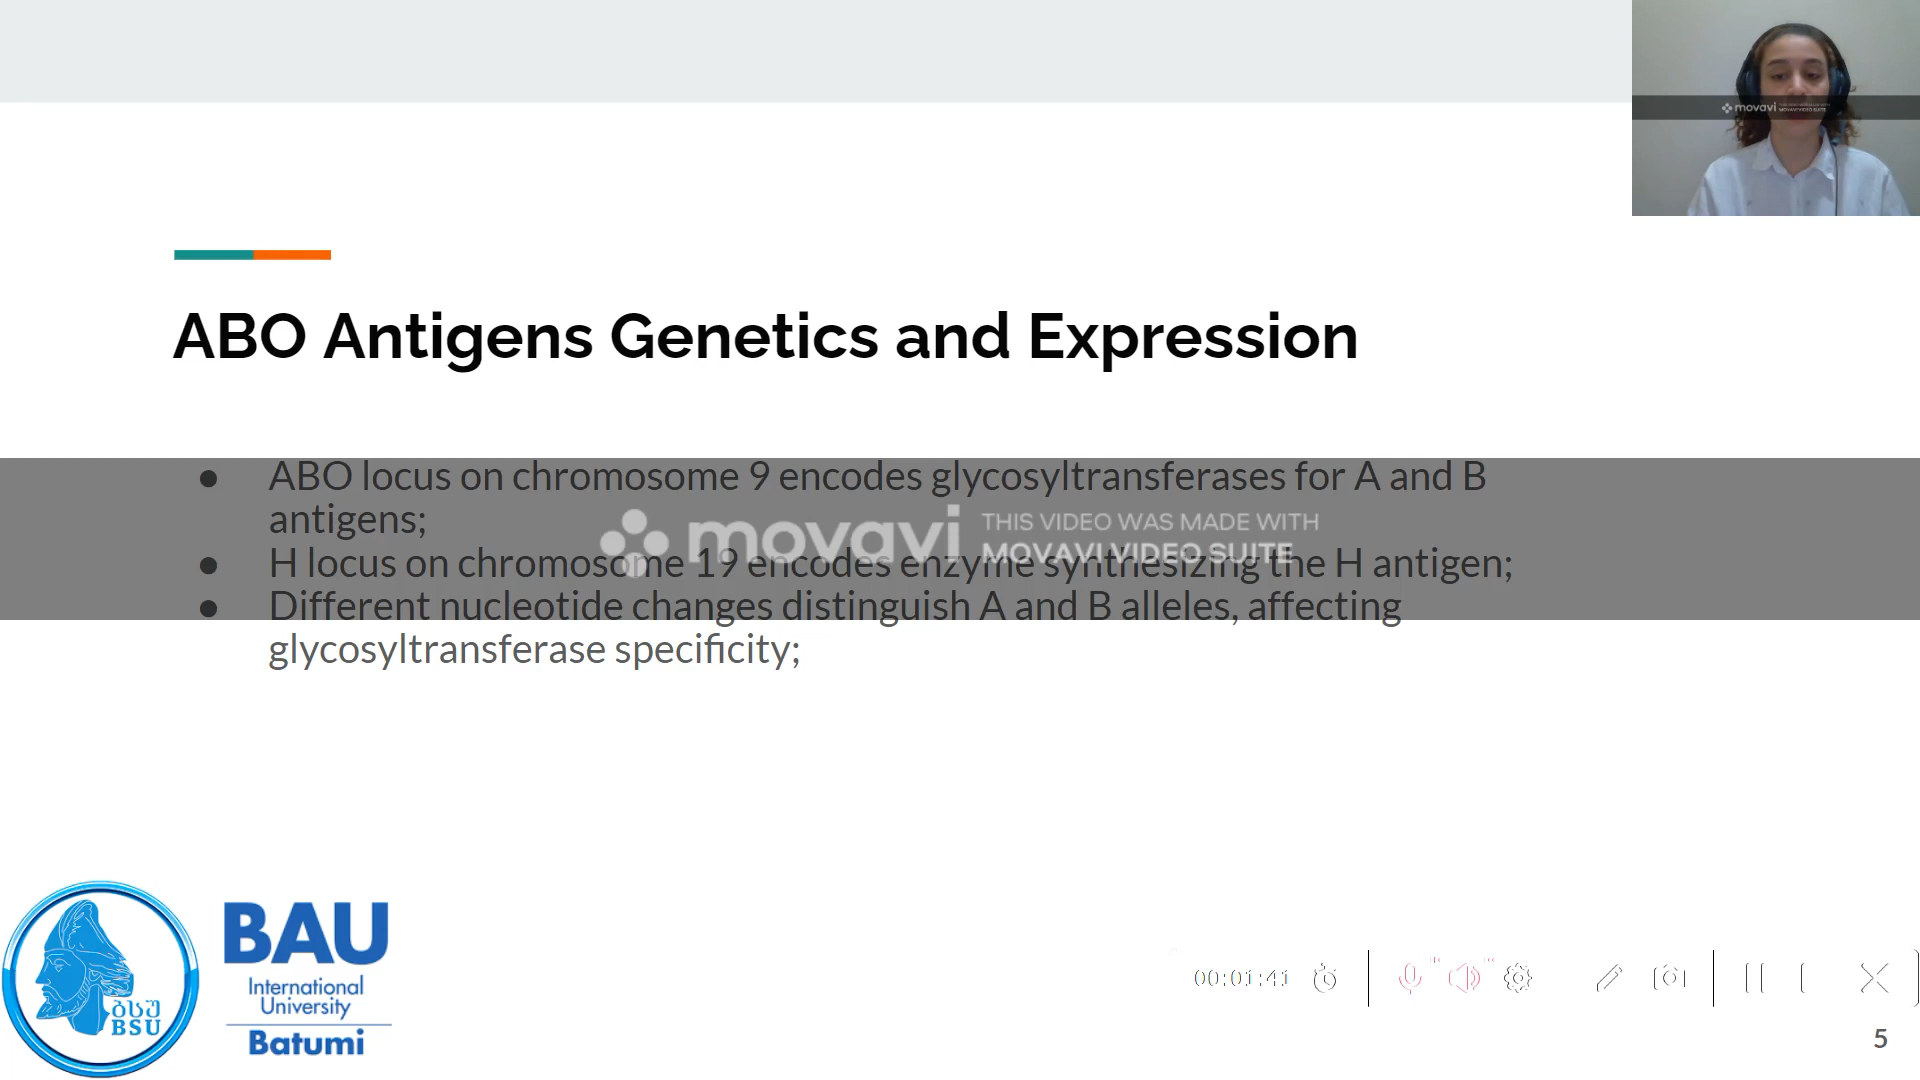 movavi
ABO Antigens Genetics and Expression
● ABO locus on chromosome 9 encodes glycosyltransferases for A and B
antigens;
● H locus on chromosome 19 encodes enzyme synthesizing the H antigen;
● Different nucleotide changes distinguish A and B alleles, affecting
glycosyltransferase specificity;
movavi
THIS VIDEO WAS MADE WITH
MOVAVI VIDEO SUITE
ბსუ
BSU
BAU
International
University
Batumi
00:01:41
5